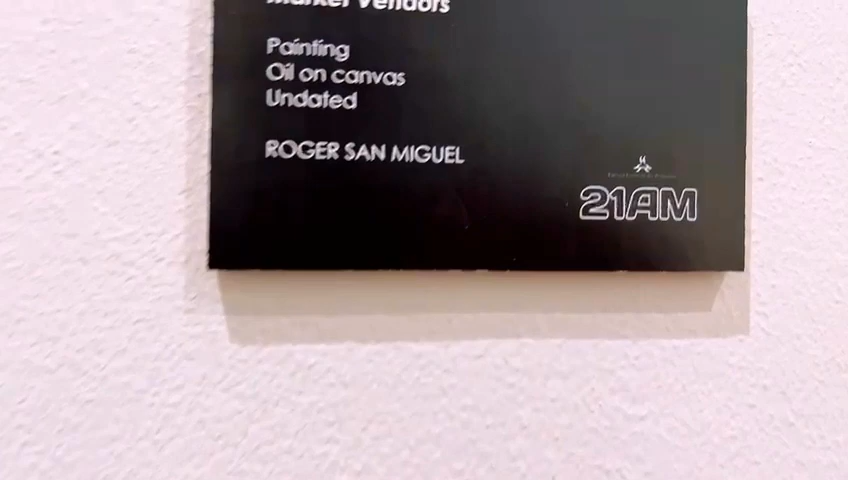 Market Vendors
Painting
Oil on canvas
Undated
ROGER SAN MIGUEL
21AM